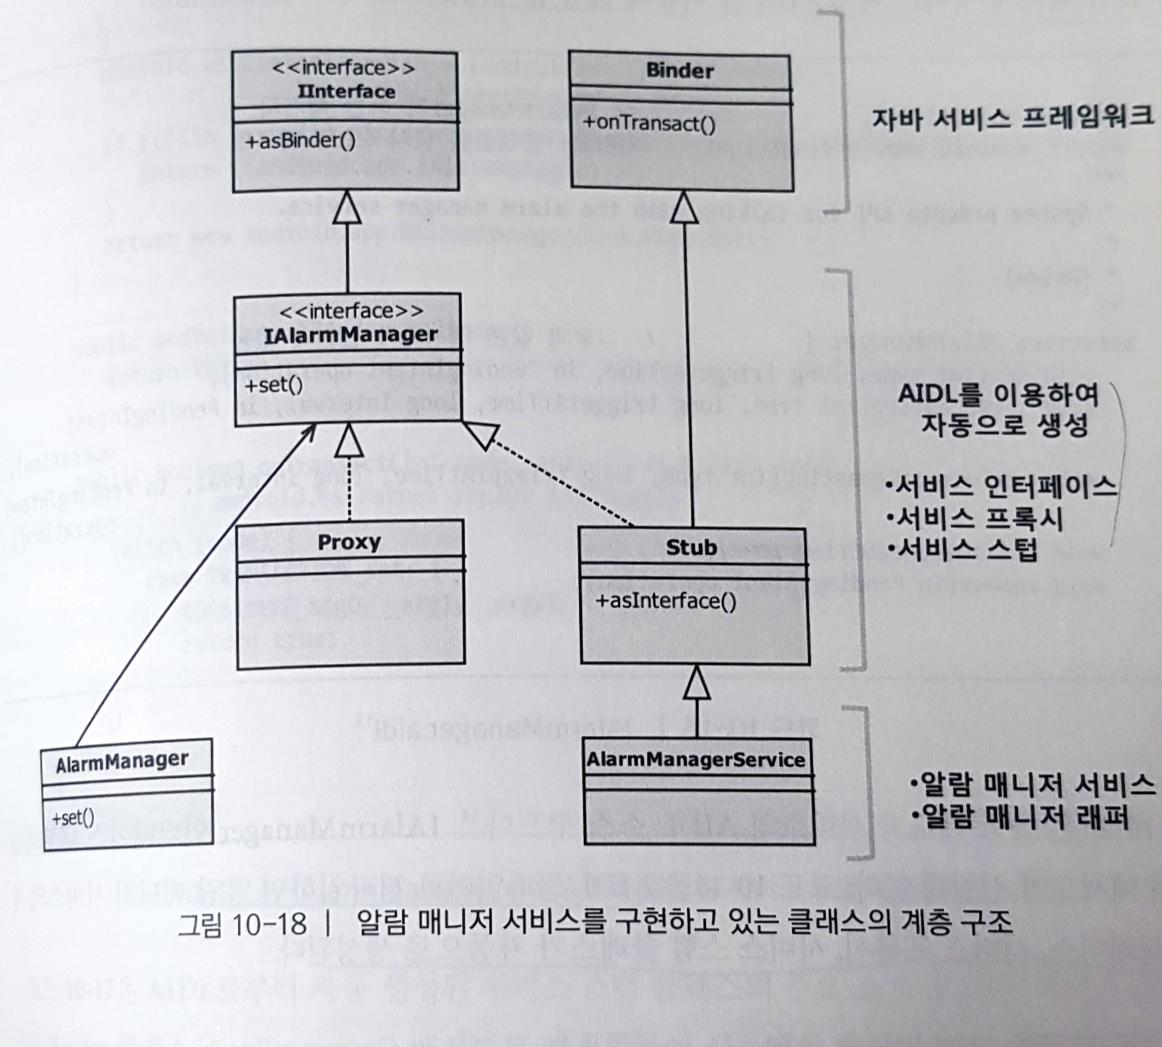 <<interface>>
IInterface
+asBinder()
Binder
+onTransact()
자바 서비스 프레임워크
<<interface>>
IAlarmManager
+set()
AIDL를 이용하여
자동으로 생성
•서비스 인터페이스
•서비스 프록시
•서비스 스텁
Proxy
Stub
+asInterface()
AlarmManager
+set()
AlarmManagerService
•알람 매니저 서비스
•알람 매니저 래퍼
그림 10-18 | 알람 매니저 서비스를 구현하고 있는 클래스의 계층 구조